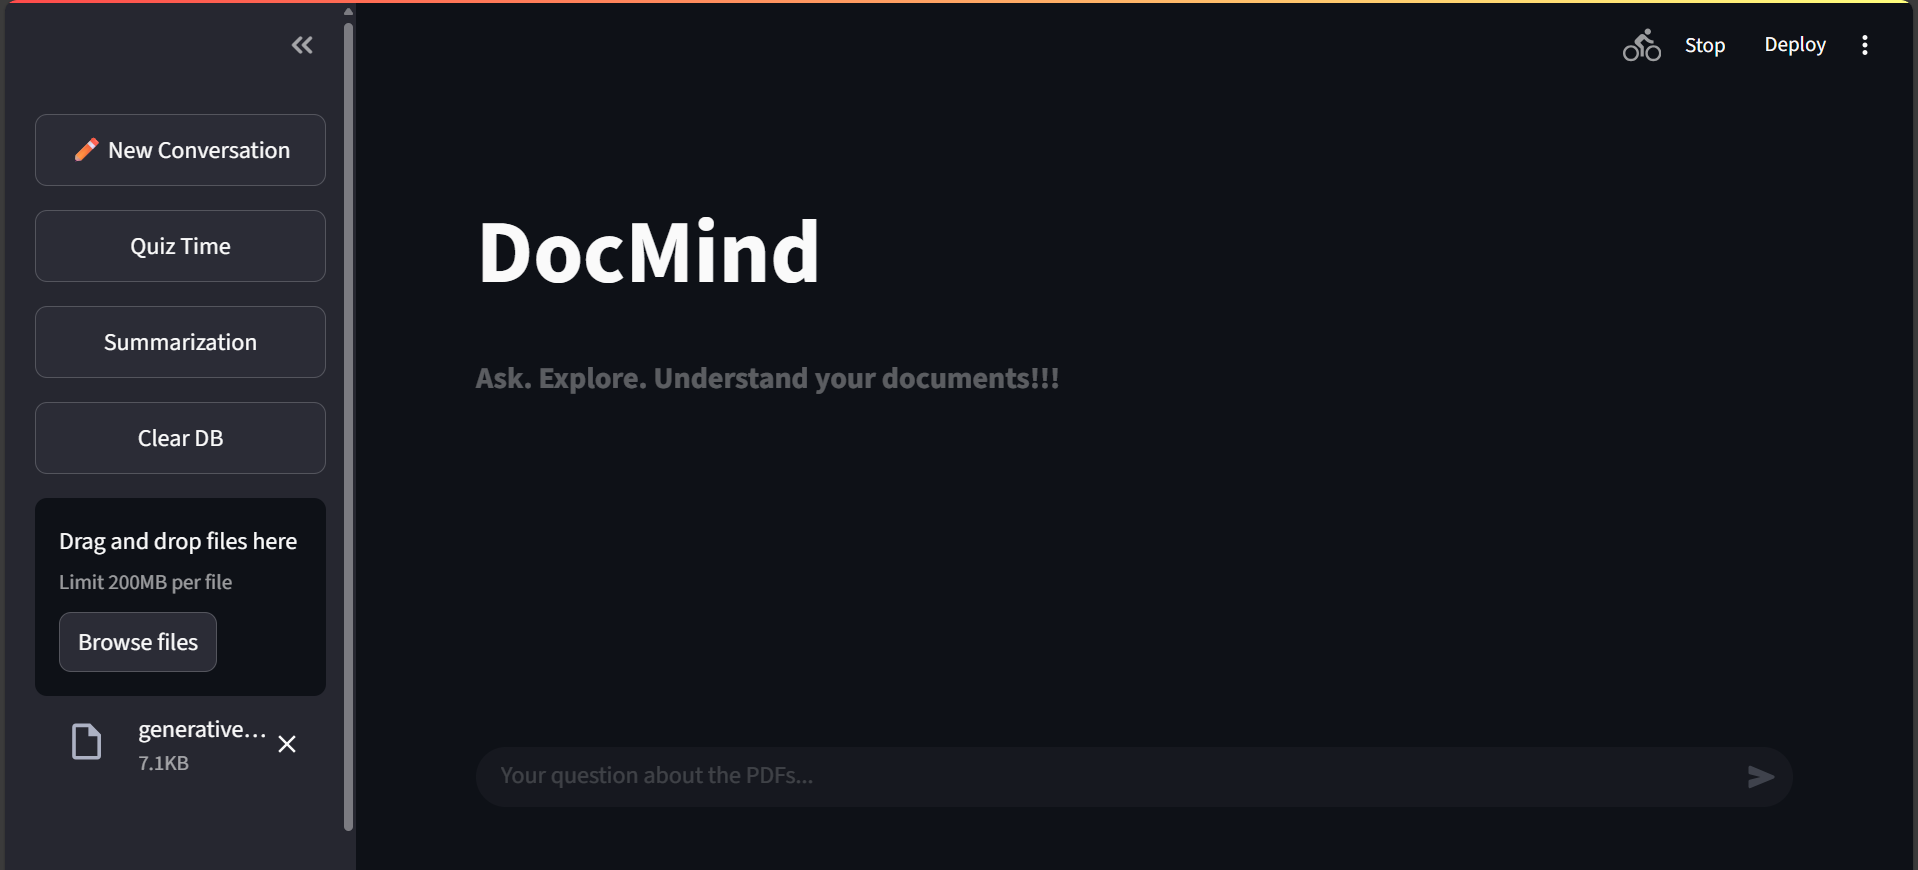 New Conversation
Quiz Time
Summarization
Clear DB
Drag and drop files here
Limit 200MB per file
Browse files
generative...
7.1KB
Stop
Deploy
DocMind
Ask. Explore. Understand your documents!!!
Your question about the PDFs...